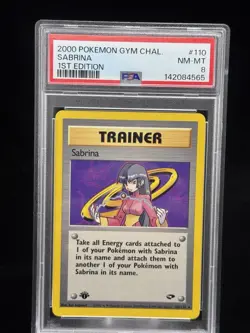 2000 POKEMON GYM CHAL. #110
SABRINA NM-MT
1ST EDITION PSA 8
142084565
TRAINER
Sabrina
Take all Energy cards attached to
1 of your Pokémon with Sabrina
in its name and attach them to
another 1 of your Pokémon with
Sabrina in its name.